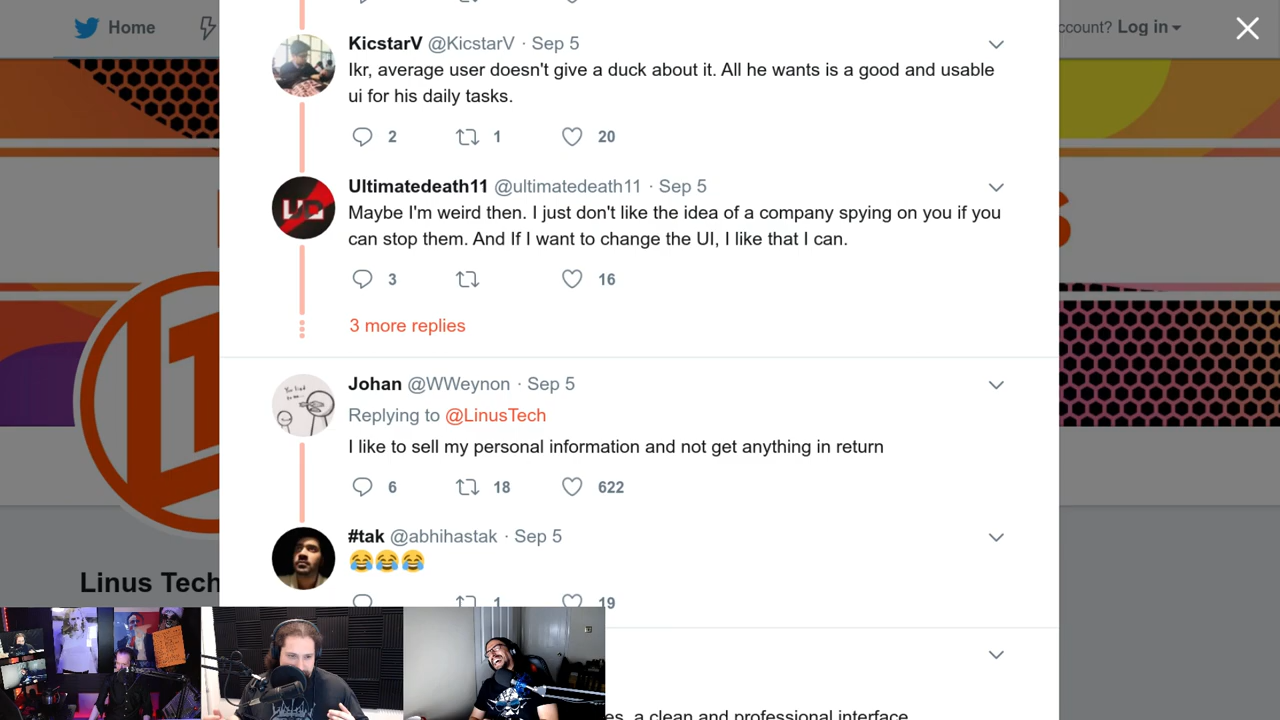 Home
ccount? Log in
KicstarV @KicstarV · Sep 5
Ikr, average user doesn't give a duck about it. All he wants is a good and usable
ui for his daily tasks.
2 1 20
UD
Ultimatedeath11 @ultimatedeath11 · Sep 5
Maybe I'm weird then. I just don't like the idea of a company spying on you if you
can stop them. And If I want to change the UI, I like that I can.
3 16
3 more replies
Johan @WWeynon · Sep 5
Replying to @LinusTech
I like to sell my personal information and not get anything in return
6 18 622
#tak @abhihastak · Sep 5
😂😂😂
1 19
Linus Tech
es, a clean and professional interface